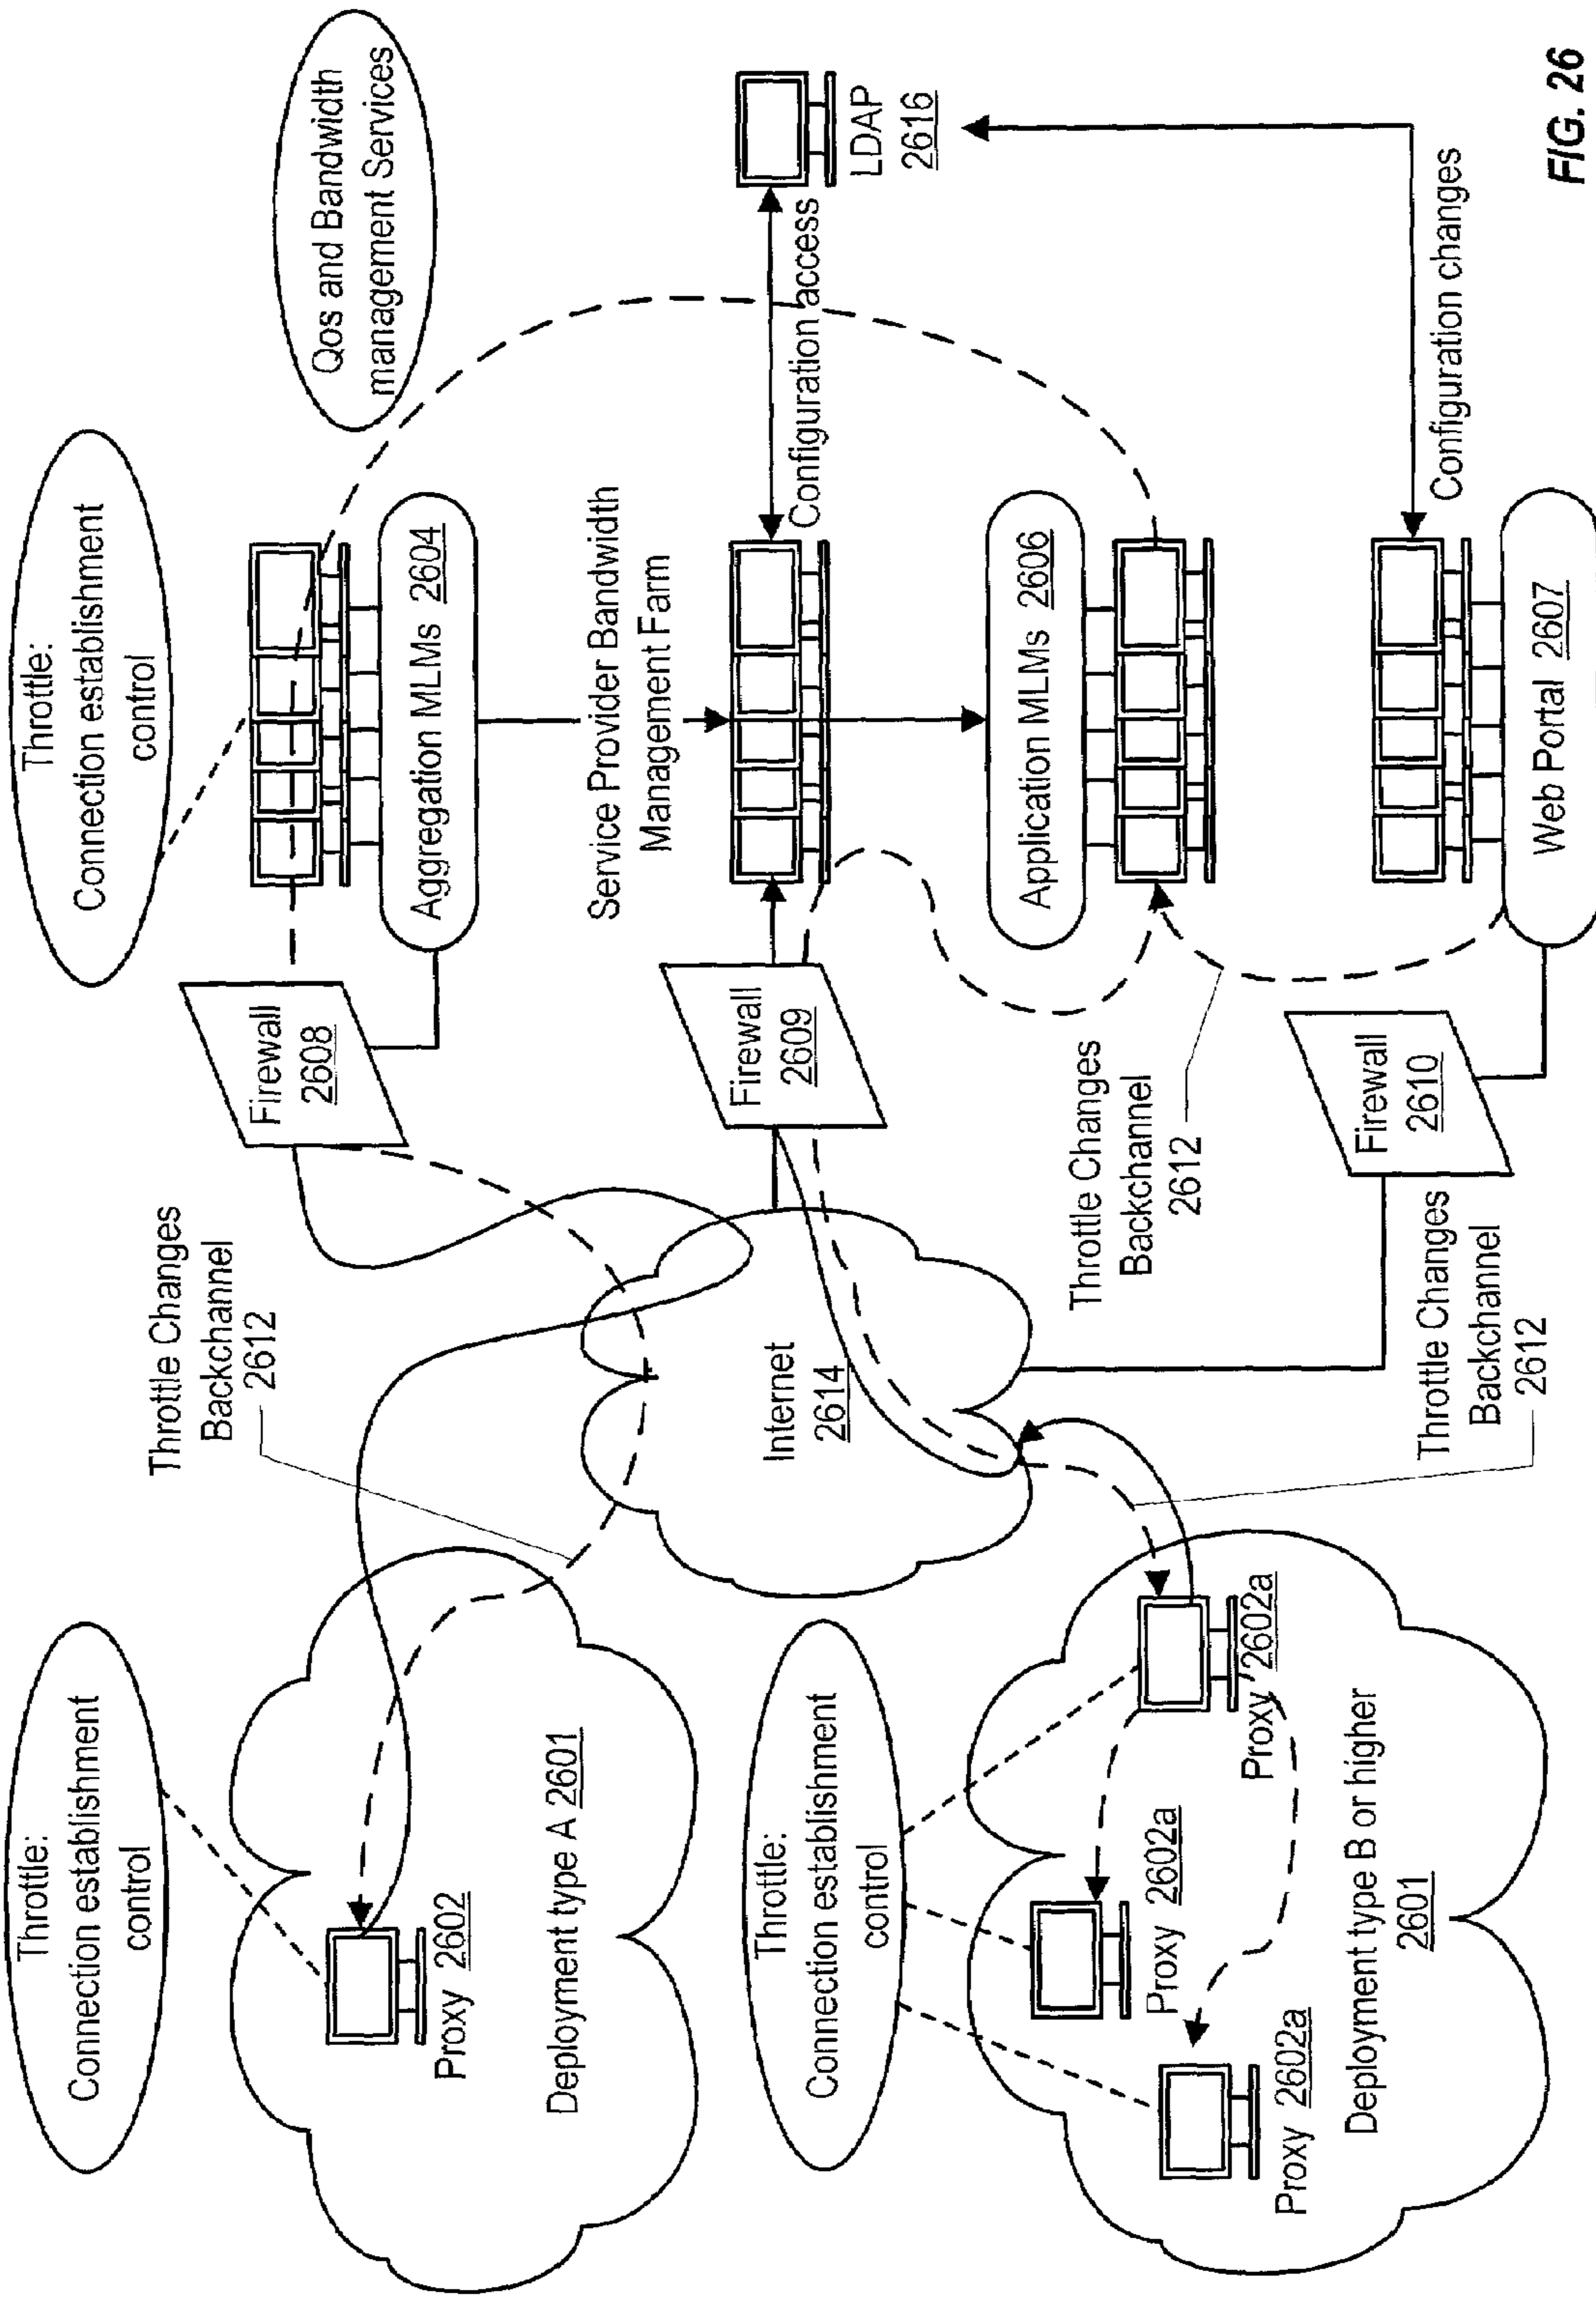 Throttle:
Connection establishment
control
Throttle:
Connection establishment
control
Qos and Bandwidth
management Services
Throttle Changes
Backchannel
2612
Firewall
2608
Aggregation MLMs 2604
Proxy 2602
Deployment type A 2601
Service Provider Bandwidth
Management Farm
Throttle:
Connection establishment
control
Internet
2614
Firewall
2609
Configuration access
LDAP
2616
Application MLMs 2606
Throttle Changes
Backchannel
2612
Proxy 2602a
Proxy 2602a
Proxy 2602a
Deployment type B or higher
2601
Firewall
2610
Throttle Changes
Backchannel
2612
Configuration changes
Web Portal 2607
FIG. 26